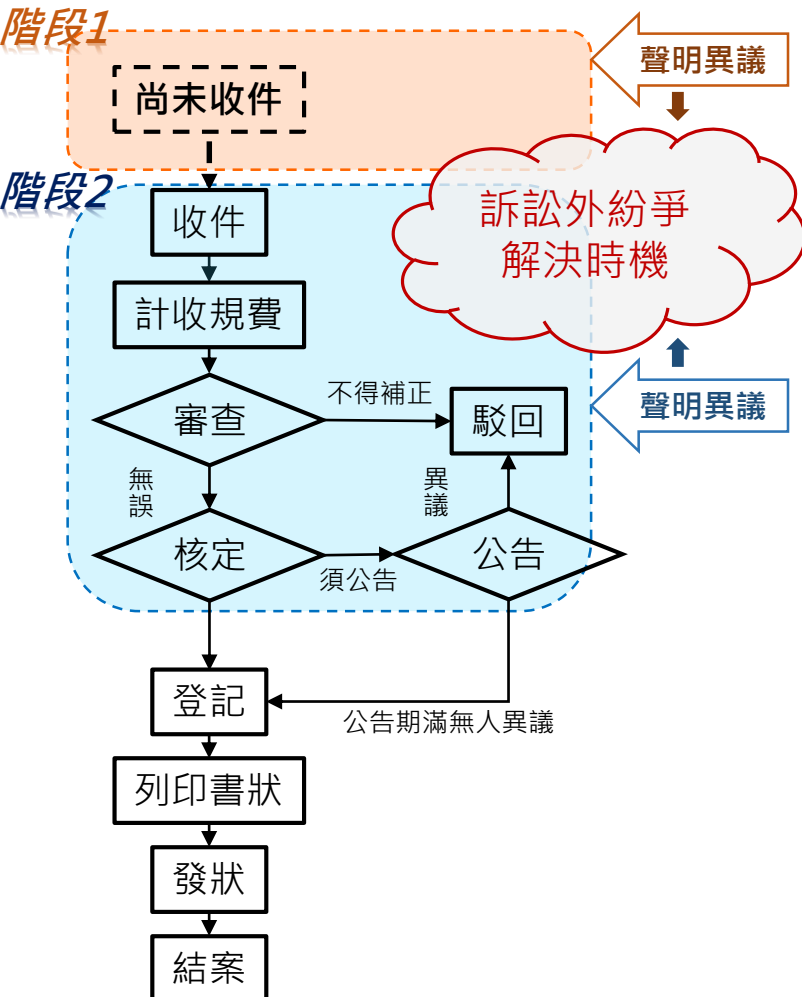 階段1
聲明異議
尚未收件
階段2
訴訟外紛爭
解決時機
收件
計收規費
聲明異議
不得補正
審查
駁回
無
誤
異
議
核定
須公告
公告
登記
公告期滿無人異議
列印書狀
發狀
結案